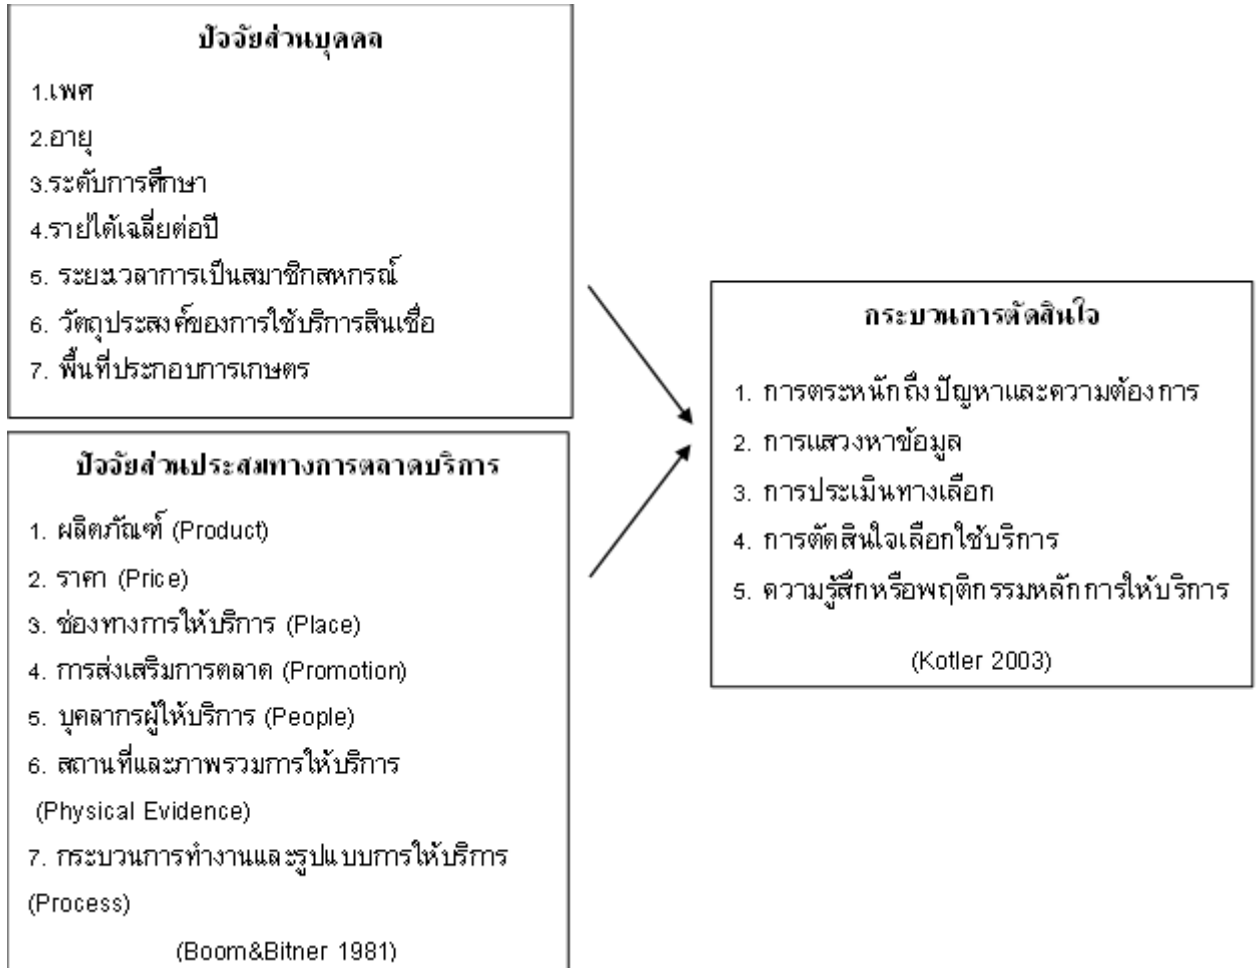 ปัจจัยส่วนบุคคล
1.เพศ
2.อายุ
3.ระดับการศึกษา
4.รายได้เฉลี่ยต่อปี
5. ระยะเวลาการเป็นสมาชิกสหกรณ์
6. วัตถุประสงค์ของการใช้บริการสินเชื่อ
7. พื้นที่ประกอบการเกษตร
ปัจจัยส่วนประสมทางการตลาดบริการ
1. ผลิตภัณฑ์ (Product)
2. ราคา (Price)
3. ช่องทางการให้บริการ (Place)
4. การส่งเสริมการตลาด (Promotion)
5. บุคลากรผู้ให้บริการ (People)
6. สถานที่และภาพรวมการให้บริการ
(Physical Evidence)
7. กระบวนการทำงานและรูปแบบการให้บริการ
(Process)
(Boom&Bitner 1981)
กระบวนการตัดสินใจ
1. การตระหนักถึงปัญหาและความต้องการ
2. การแสวงหาข้อมูล
3. การประเมินทางเลือก
4. การตัดสินใจเลือกใช้บริการ
5. ความรู้สึกหรือพฤติกรรมหลักการให้บริการ
(Kotler 2003)